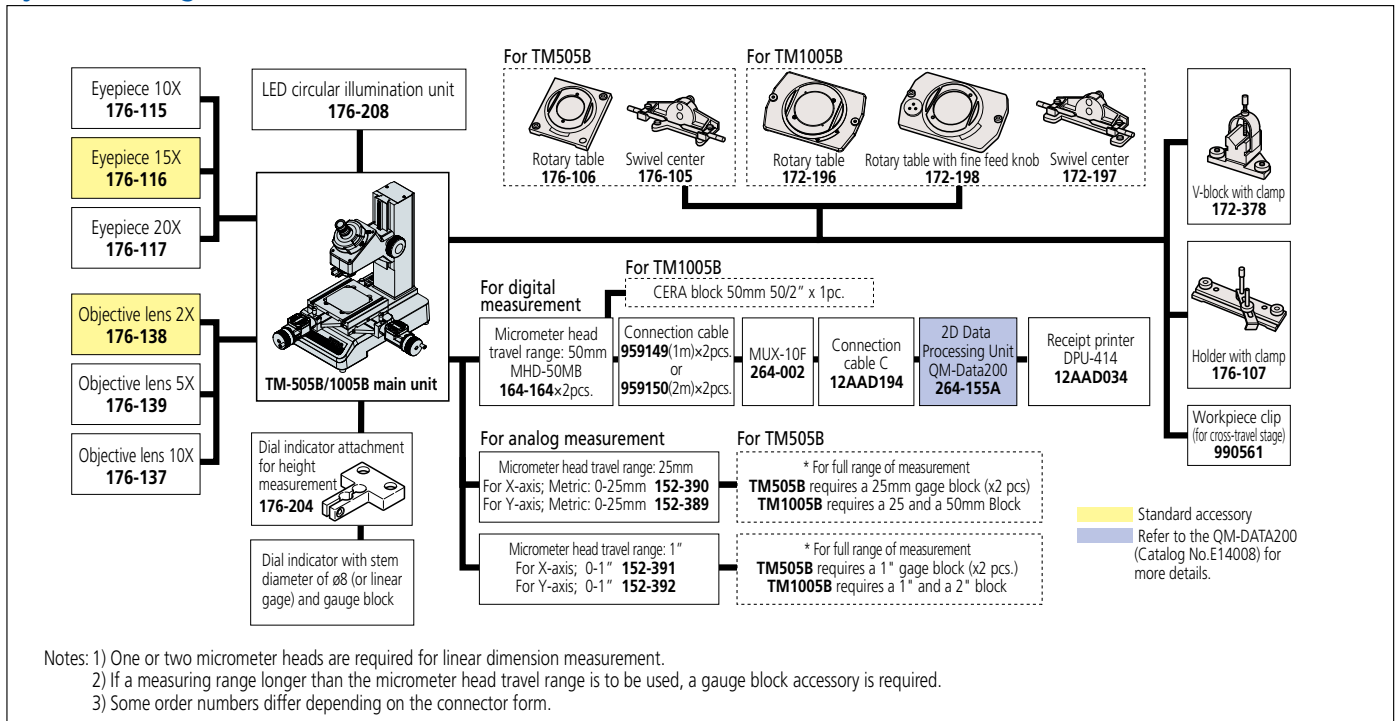 Eyepiece 10X
176-115
Eyepiece 15X
176-116
Eyepiece 20X
176-117
Objective lens 2X
176-138
Objective lens 5X
176-139
Objective lens 10X
176-137
LED circular illumination unit
176-208
TM-505B/1005B main unit
Dial indicator attachment
for height
measurement
176-204
Dial indicator with stem
diameter of ø8 (or linear
gage) and gauge block
For TM505B
Rotary table
176-106
Swivel center
176-105
For TM1005B
Rotary table
172-196
Rotary table with fine feed knob
172-198
Swivel center
172-197
V-block with clamp
172-378
Holder with clamp
176-107
Workpiece clip
(for cross-travel stage)
990561
For digital
measurement
For TM1005B
CERA block 50mm 50/2" x 1pc.
Micrometer head
travel range: 50mm
MHD-50MB
164-164×2pcs.
Connection cable
959149(1m)×2pcs.
or
959150(2m)×2pcs.
MUX-10F
264-002
Connection
cable C
12AAD194
2D Data
Processing Unit
QM-Data200
264-155A
Receipt printer
DPU-414
12AAD034
For analog measurement
Micrometer head travel range: 25mm
For X-axis; Metric: 0-25mm 152-390
For Y-axis; Metric: 0-25mm 152-389
For TM505B
* For full range of measurement
TM505B requires a 25mm gage block (x2 pcs)
TM1005B requires a 25 and a 50mm Block
Micrometer head travel range: 1"
For X-axis; 0-1" 152-391
For Y-axis; 0-1" 152-392
* For full range of measurement
TM505B requires a 1" gage block (x2 pcs.)
TM1005B requires a 1" and a 2" block
Standard accessory
Refer to the QM-DATA200
(Catalog No.E14008) for
more details.
Notes: 1) One or two micrometer heads are required for linear dimension measurement.
2) If a measuring range longer than the micrometer head travel range is to be used, a gauge block accessory is required.
3) Some order numbers differ depending on the connector form.